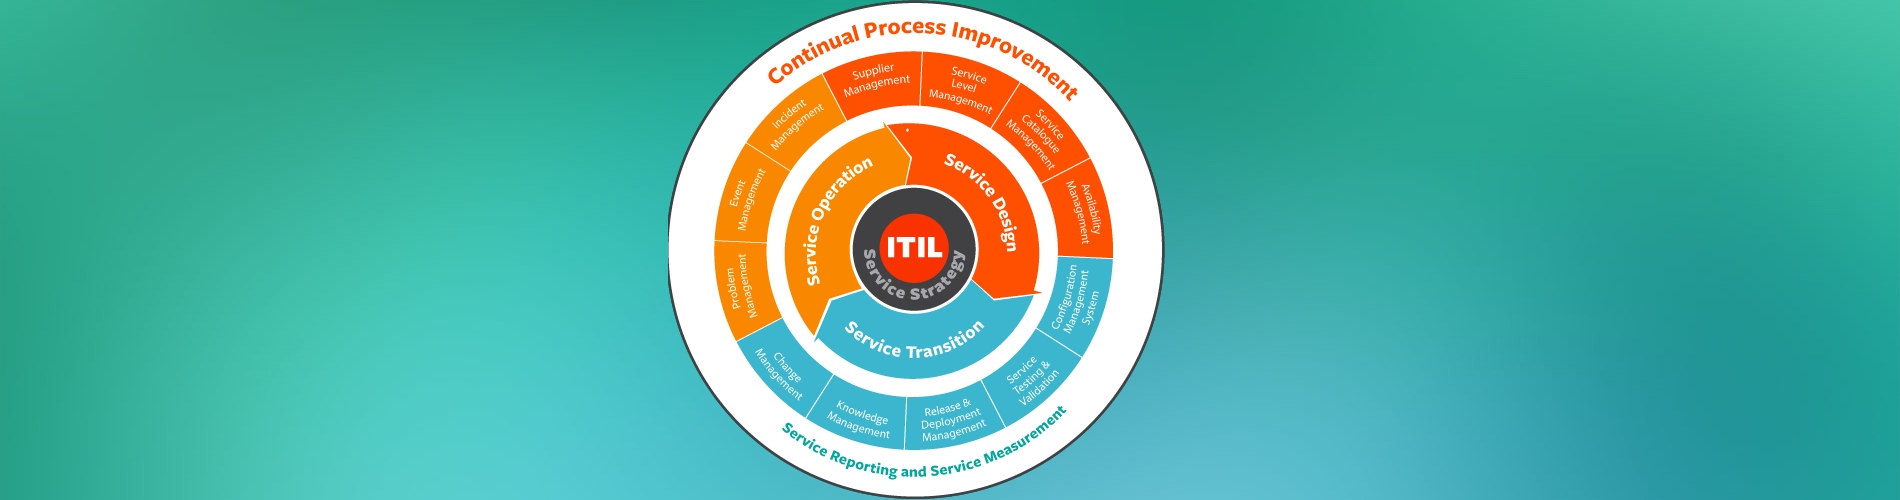 Continual Process Improvement
Supplier
Management
Service
Level
Management
Service
Catalogue
Management
Availability
Management
Configuration
Management
System
Service
Testing &
Validation
Release &
Deployment
Management
Knowledge
Management
Change
Management
Problem
Management
Event
Management
Incident
Management
Service Design
Service Transition
Service Operation
ITIL
Service Strategy
Service Reporting and Service Measurement